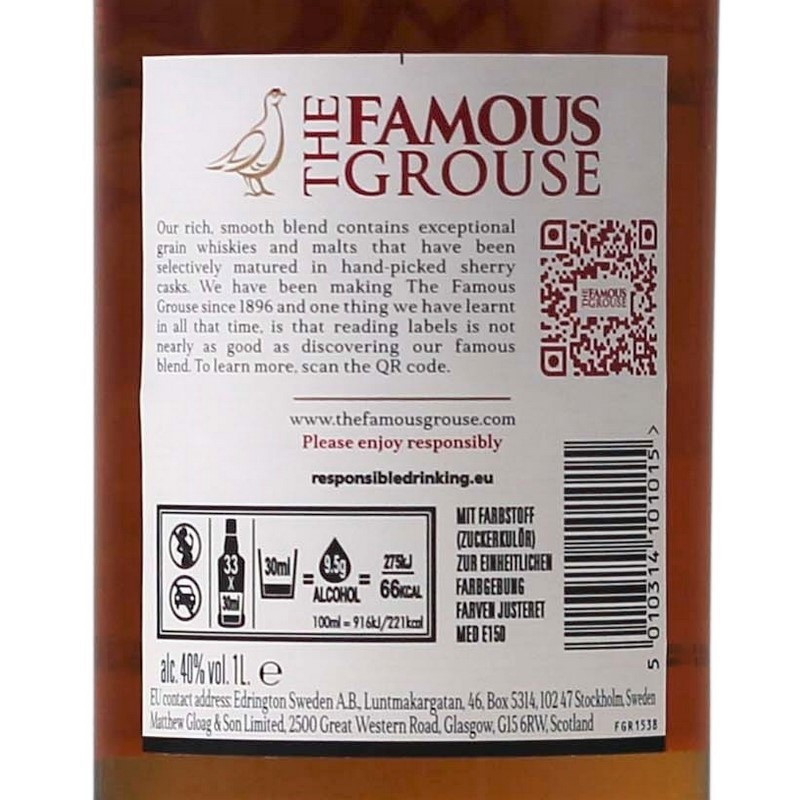 THE FAMOUS
GROUSE
Our rich, smooth blend contains exceptional
grain whiskies and malts that have been
selectively matured in hand-picked sherry
casks. We have been making The Famous
Grouse since 1896 and one thing we have learnt
in all that time, is that reading labels is not
nearly as good as discovering our famous
blend. To learn more, scan the QR code.
THE FAMOUS
GROUSE
www.thefamousgrouse.com
Please enjoy responsibly
responsibledrinking.eu
33
x
30ml
30ml
=
9.5g
ALCOHOL
=
275kJ
66KCAL
100ml = 916kJ/221kcal
MIT FARBSTOFF
(ZUCKERKULÖR)
ZUR EINHEITLICHEN
FARBGEBUNG
FARVEN JUSTERET
MED E150
5 010314 101015 >
alc. 40% vol. 1L. e
EU contact address: Edrington Sweden A.B., Luntmakargatan, 46, Box 5314, 102 47 Stockholm, Sweden
Matthew Gloag & Son Limited, 2500 Great Western Road, Glasgow, G15 6RW, Scotland
FGR1538